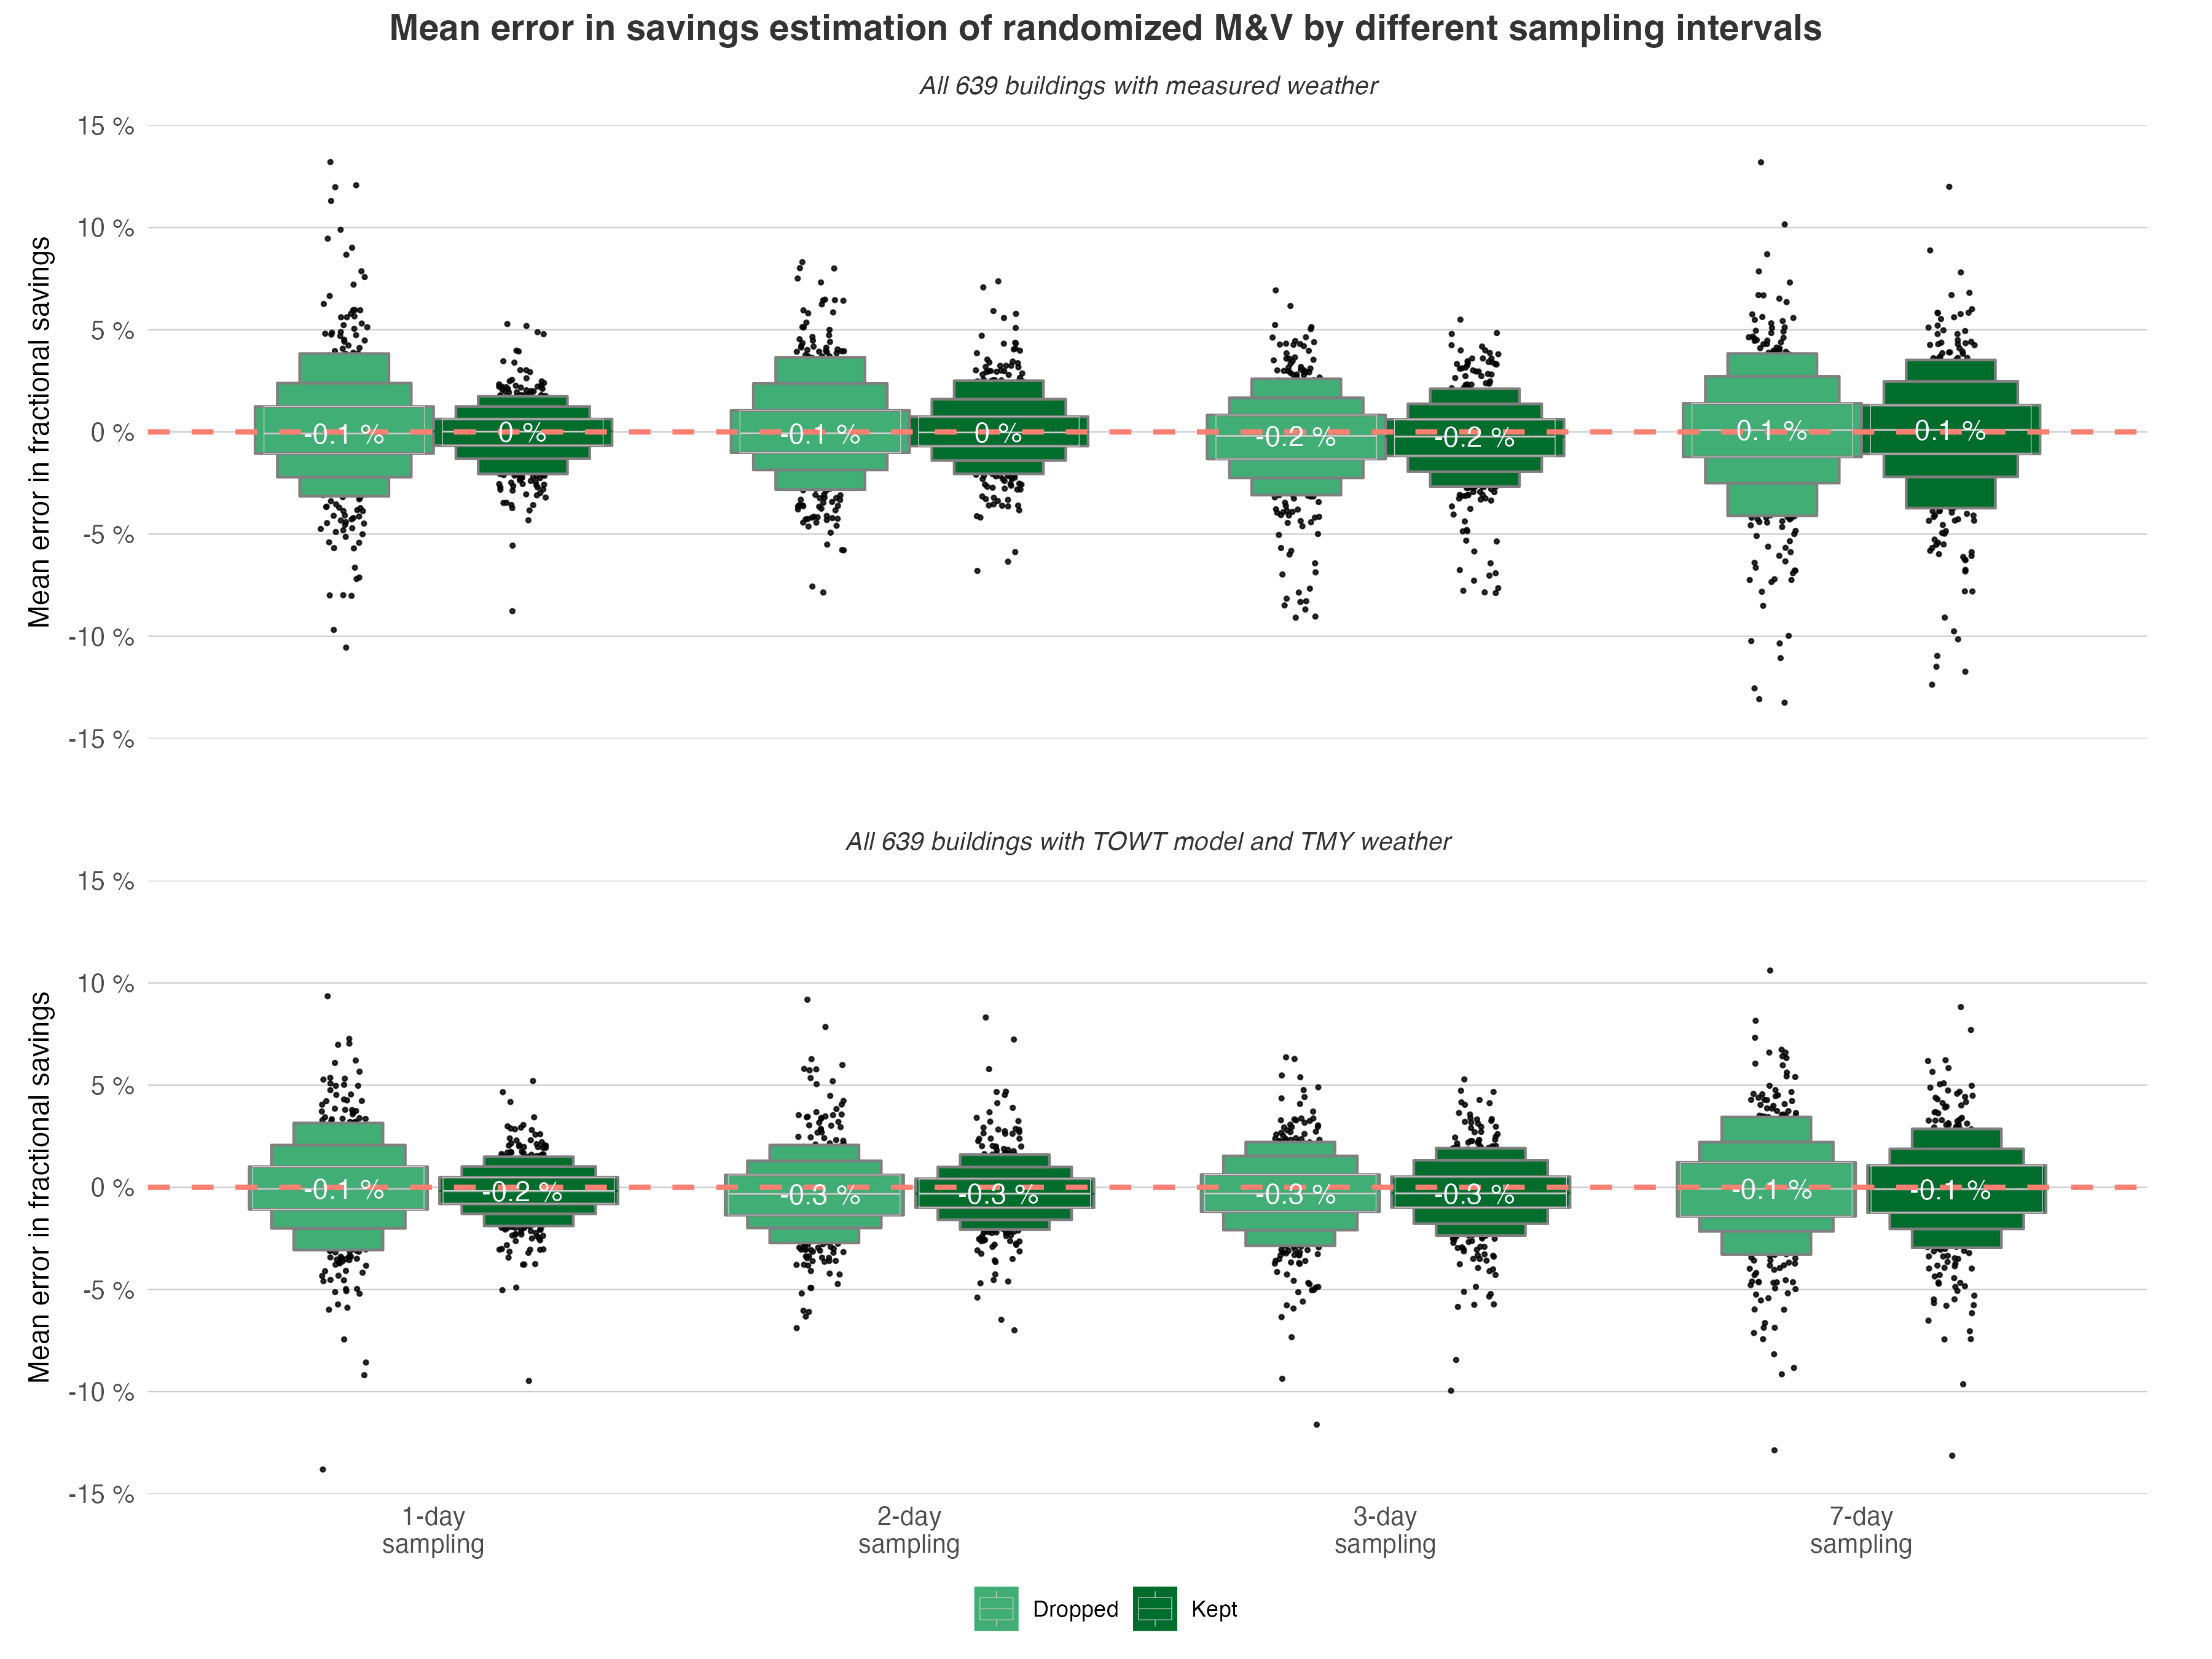 Mean error in savings estimation of randomized M&V by different sampling intervals
All 639 buildings with measured weather
Mean error in fractional savings
15 %
10 %
5 %
0 %
-5 %
-10 %
-15 %
-0.1 %
0 %
-0.1 %
0 %
-0.2 %
-0.2 %
0.1 %
0.1 %
All 639 buildings with TOWT model and TMY weather
Mean error in fractional savings
15 %
10 %
5 %
0 %
-5 %
-10 %
-15 %
-0.1 %
-0.2 %
-0.3 %
-0.3 %
-0.3 %
-0.3 %
-0.1 %
-0.1 %
1-day
sampling
2-day
sampling
3-day
sampling
7-day
sampling
Dropped
Kept